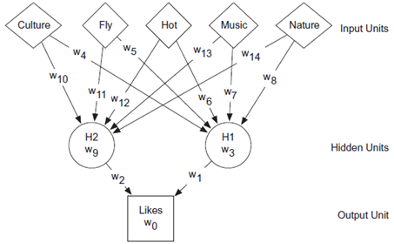 Culture
Fly
Hot
Music
Nature
Input Units
w4
w5
w13
w14
w10
w11
w12
w6
w7
w8
H2
w9
H1
w3
Hidden Units
w2
w1
Likes
w0
Output Unit